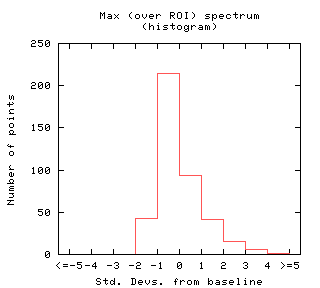 Max (over ROI) spectrum
(histogram)
250
200
150
100
50
0
Number of points
<=-5 -4 -3 -2 -1 0 1 2 3 4 >=5
Std. Devs. from baseline